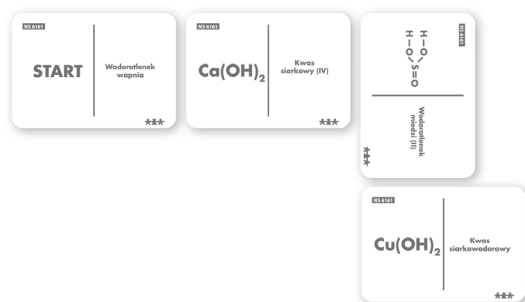 NS 6161
START
Wodorotlenek
wapnia
NS 6161
Ca(OH)₂
Kwas
siarkowy (IV)
NS 6161
H—O
H—O
S=O
Wodorotlenek
miedzi (II)
NS 6161
Cu(OH)₂
Kwas
siarkowodorowy